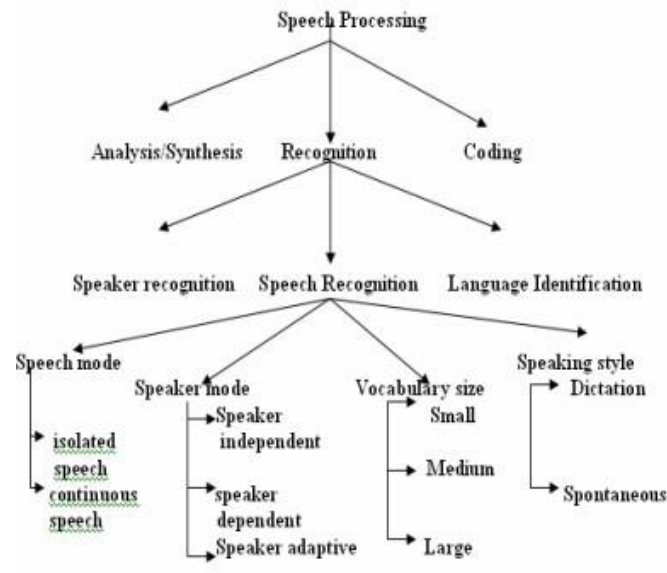 Speech Processing
Analysis/Synthesis Recognition Coding
Speaker recognition Speech Recognition Language Identification
Speech mode
isolated
speech
continuous
speech
Speaker mode
Speaker
independent
speaker
dependent
Speaker adaptive
Vocabulary size
Small
Medium
Large
Speaking style
Dictation
Spontaneous